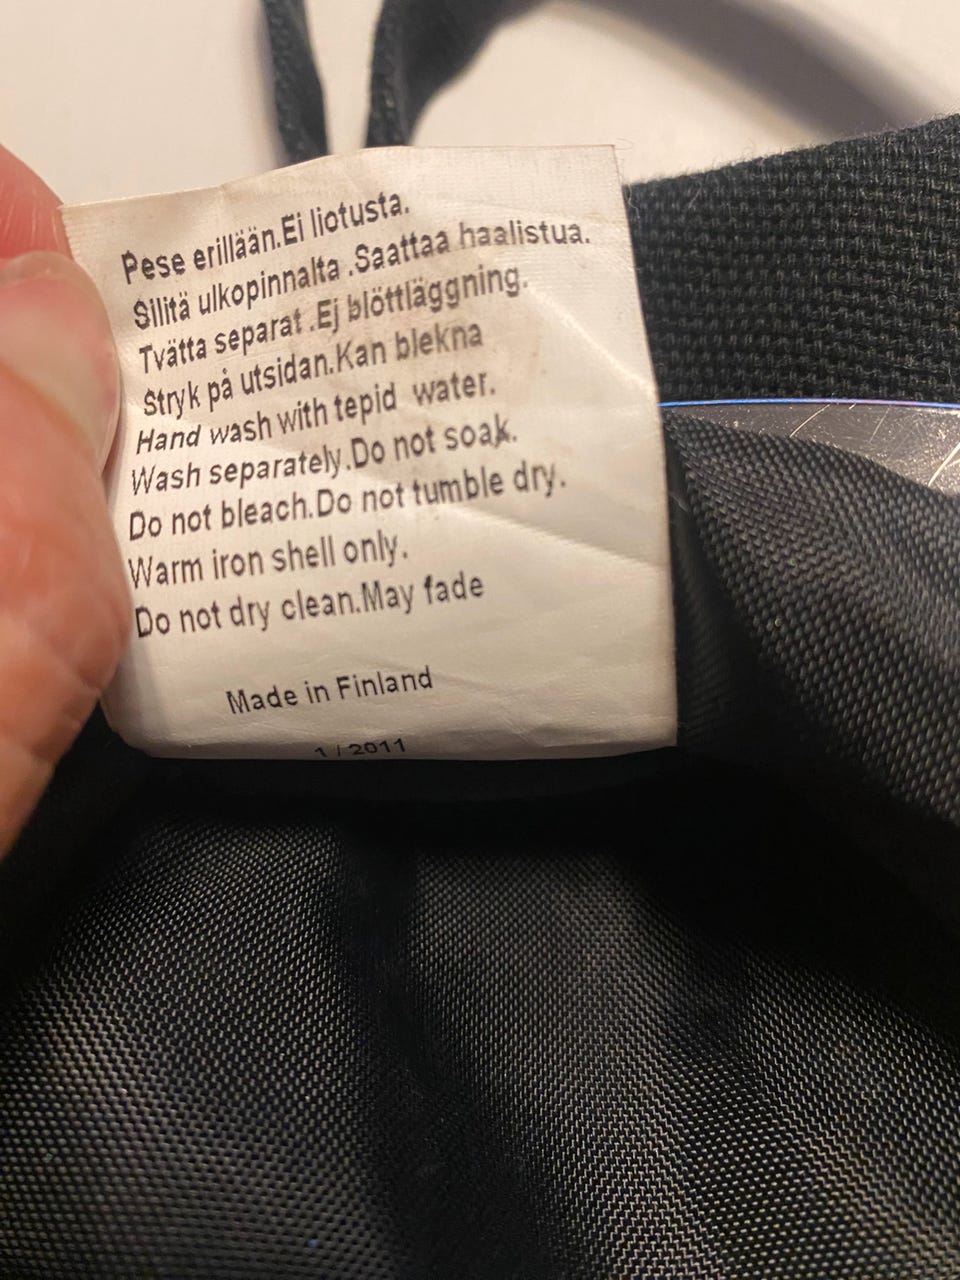 Pese erillään.Ei liotusta.
Silitä ulkopinnalta .Saattaa haalistua.
Tvätta separat .Ej blöttläggning.
Stryk på utsidan.Kan blekna
Hand wash with tepid water.
Wash separately.Do not soak.
Do not bleach.Do not tumble dry.
Warm iron shell only.
Do not dry clean.May fade
Made in Finland
1 / 2011